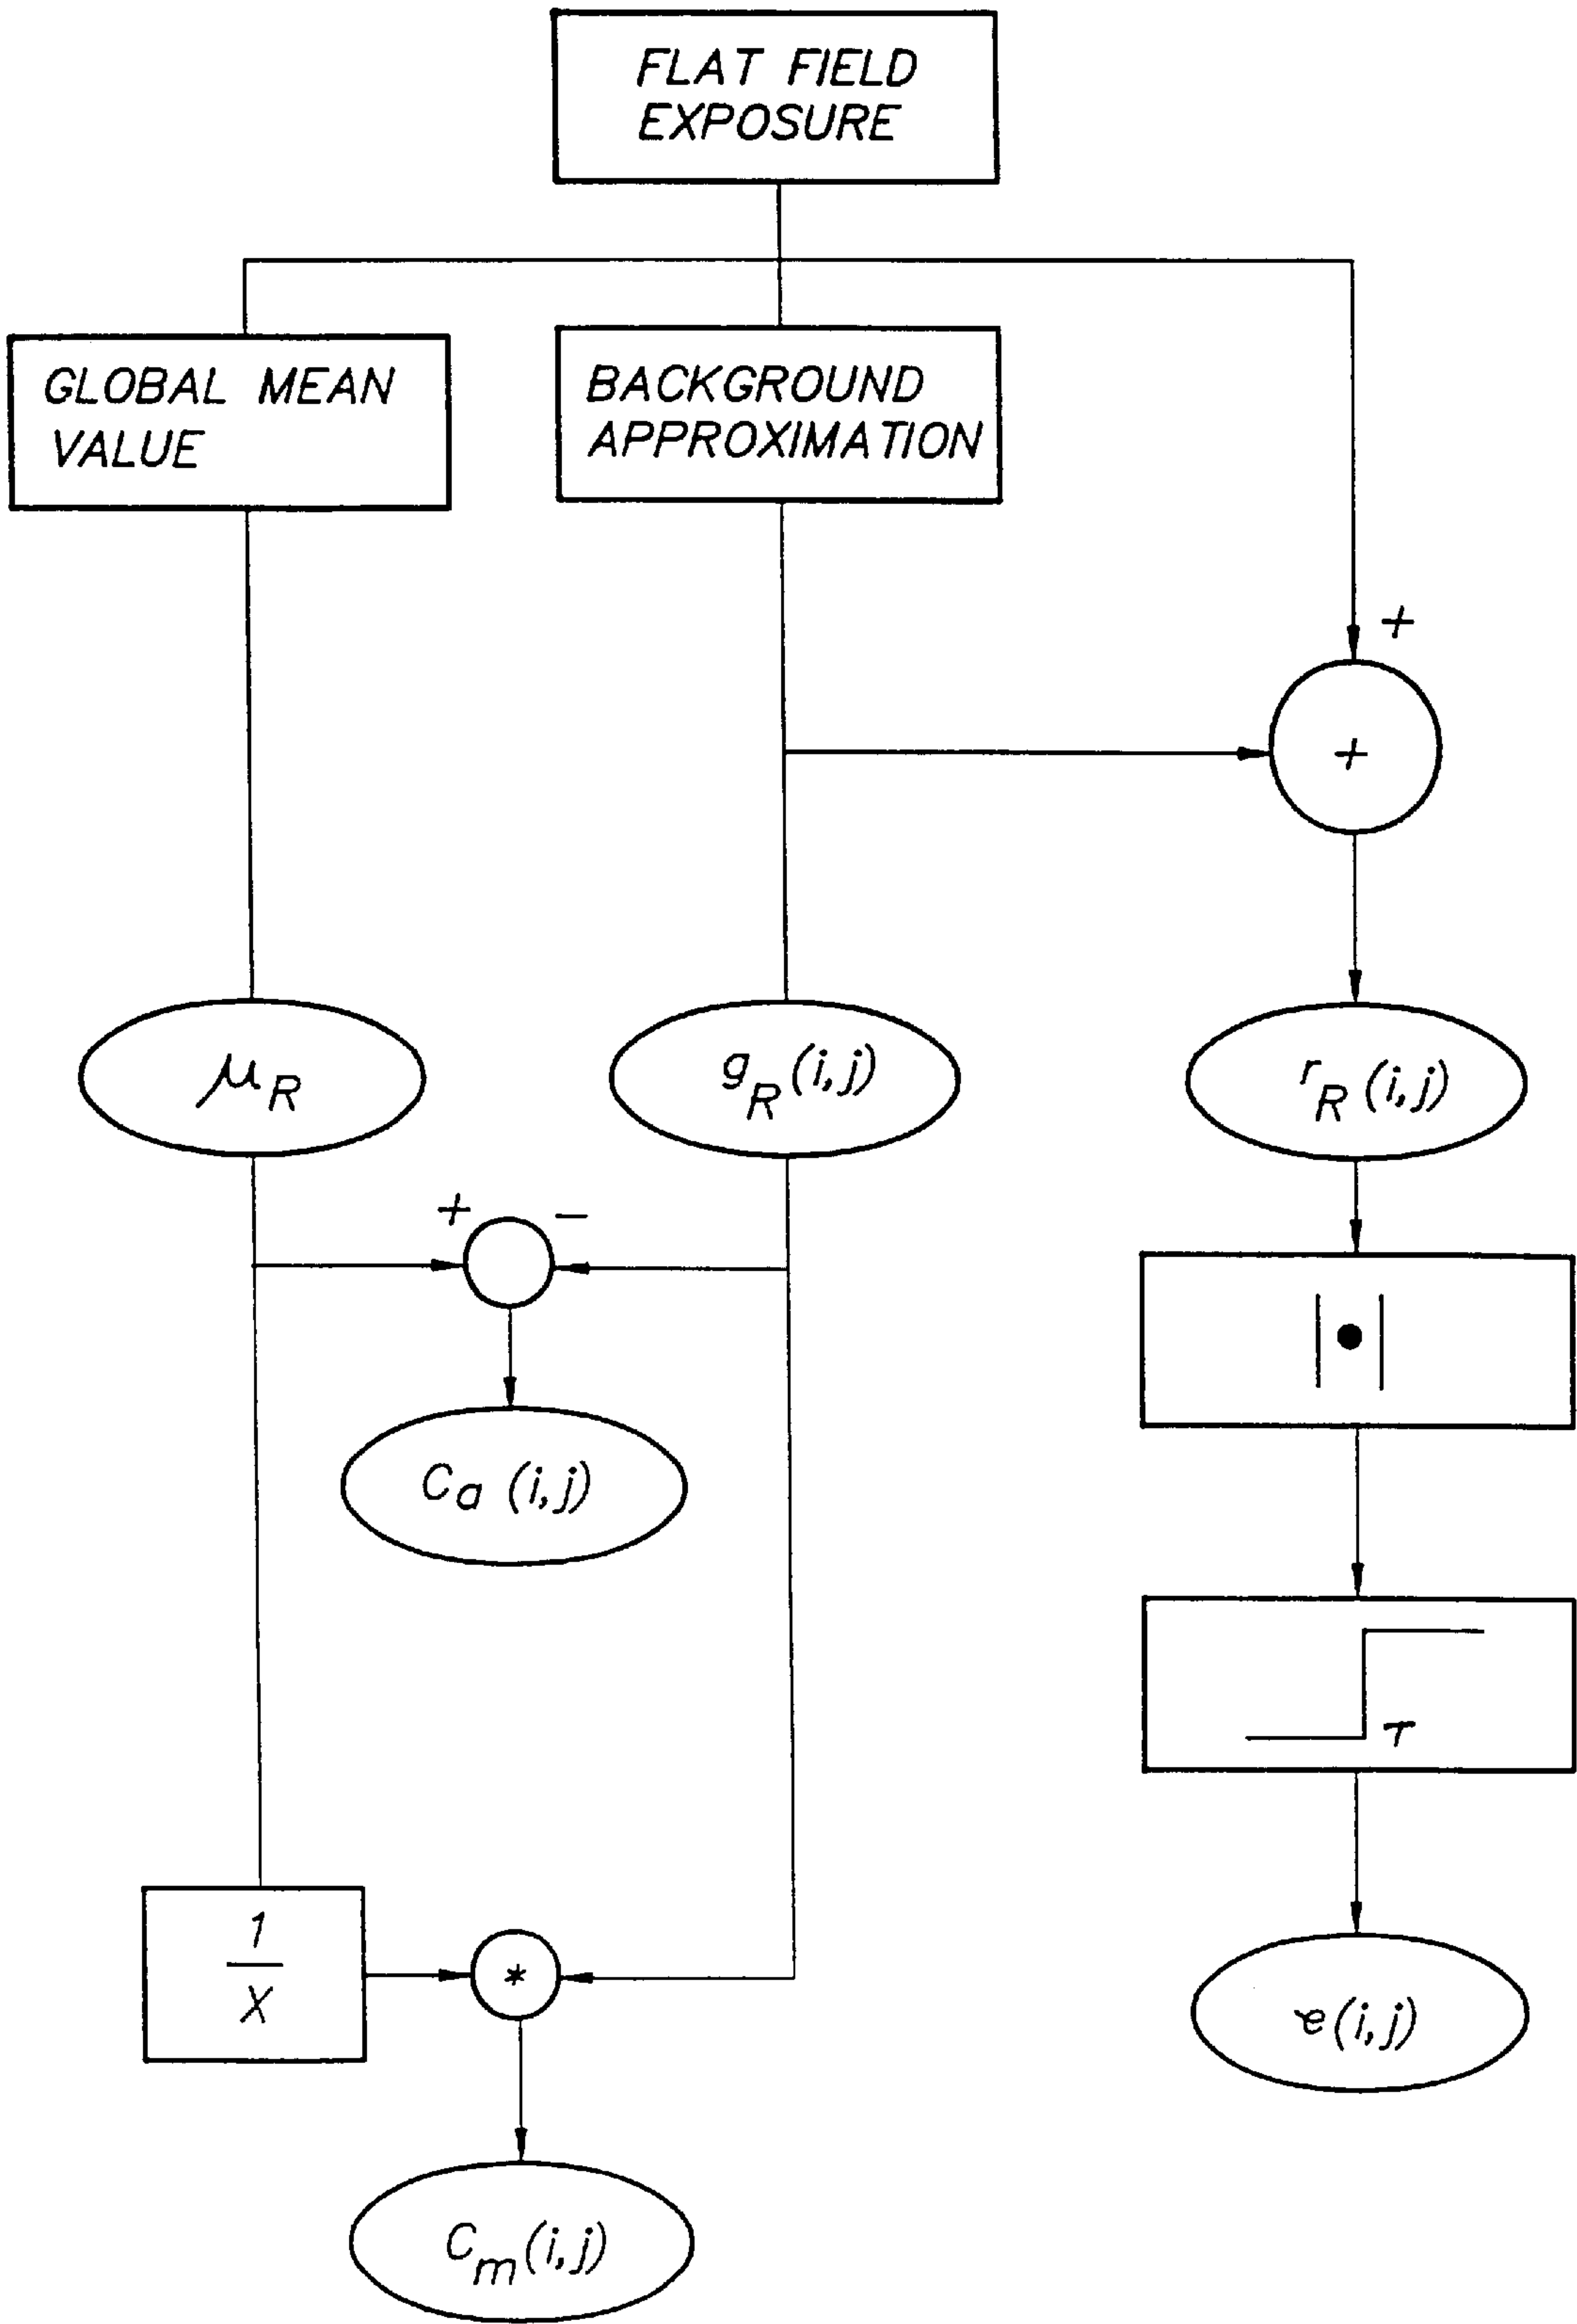 FLAT FIELD
EXPOSURE
GLOBAL MEAN
VALUE
BACKGROUND
APPROXIMATION
+
+
μR
gR(i,j)
rR(i,j)
+
−
|•|
Ca(i,j)
τ
1
X
*
e(i,j)
Cm(i,j)